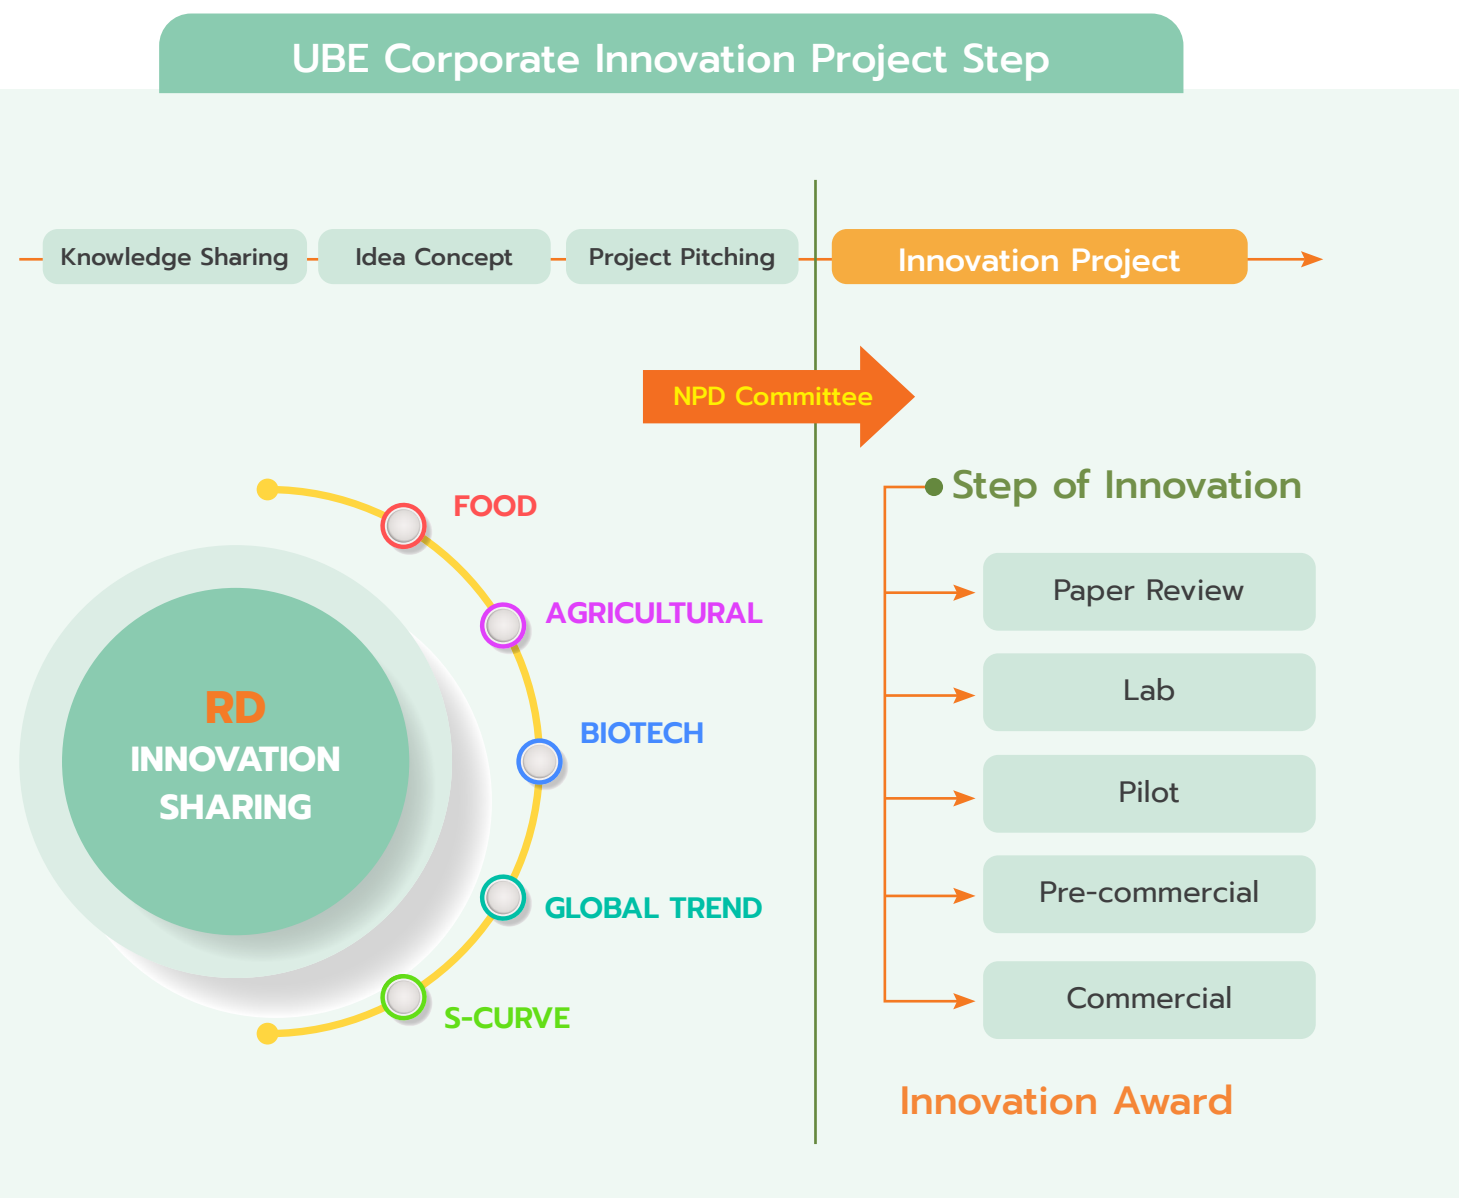 UBE Corporate Innovation Project Step
Knowledge Sharing
Idea Concept
Project Pitching
Innovation Project
NPD Committee
FOOD
AGRICULTURAL
BIOTECH
GLOBAL TREND
S-CURVE
RD
INNOVATION
SHARING
Step of Innovation
Paper Review
Lab
Pilot
Pre-commercial
Commercial
Innovation Award